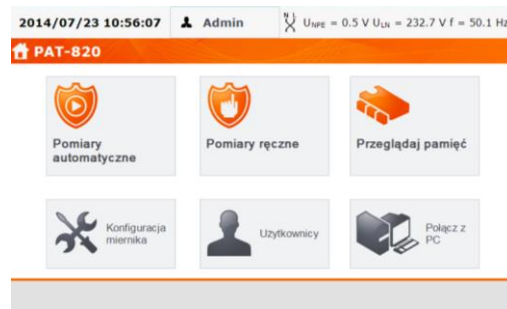 2014/07/23 10:56:07 Admin N L UNPE = 0.5 V ULN = 232.7 V f = 50.1 Hz
PAT-820
Pomiary
automatyczne
Pomiary ręczne
Przeglądaj pamięć
Konfiguracja
miernika
Użytkownicy
Połącz z
PC